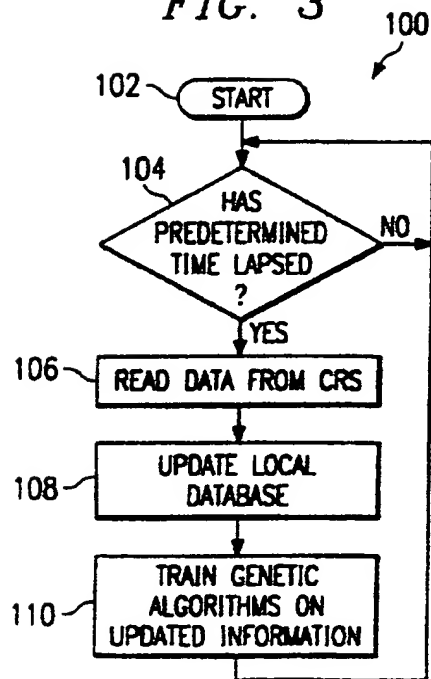 FIG. 3
100
102
START
104
HAS
PREDETERMINED
TIME LAPSED
?
NO
YES
106
READ DATA FROM CRS
108
UPDATE LOCAL
DATABASE
110
TRAIN GENETIC
ALGORITHMS ON
UPDATED INFORMATION